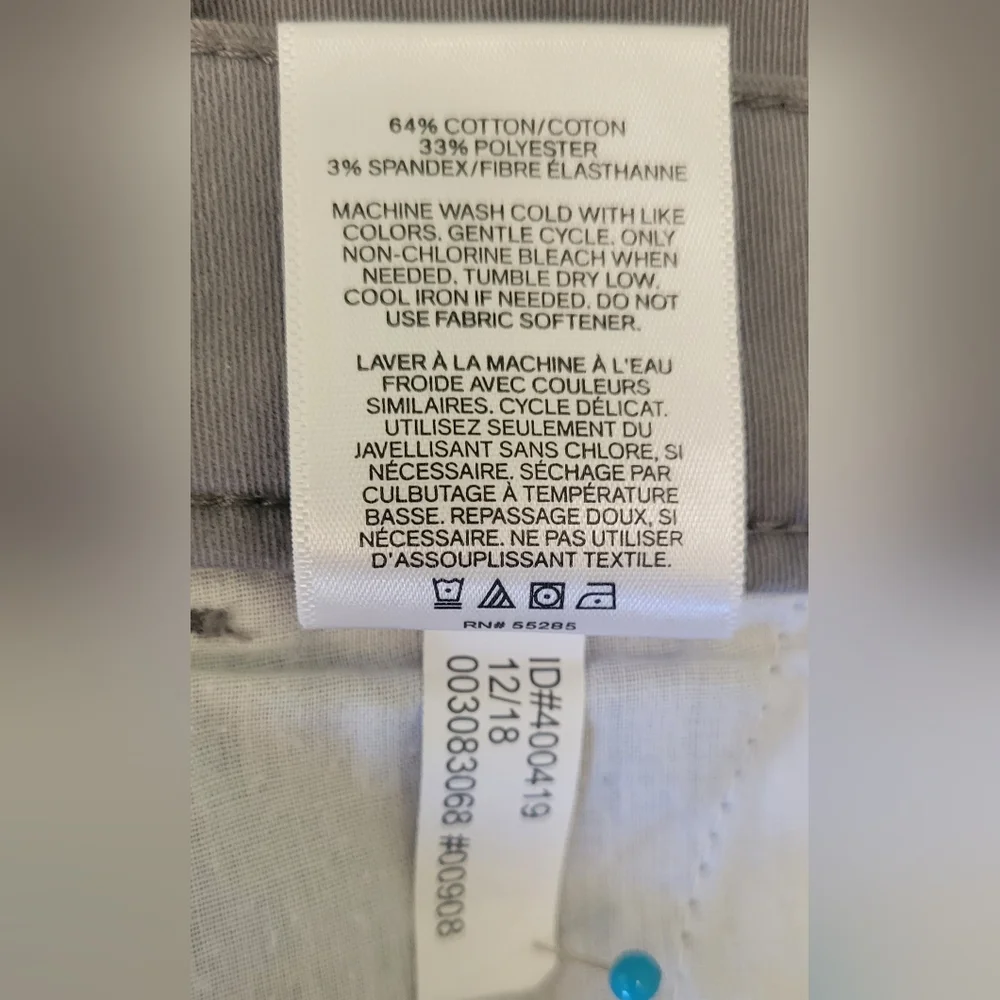 64% COTTON/COTON
33% POLYESTER
3% SPANDEX/FIBRE ÉLASTHANNE
MACHINE WASH COLD WITH LIKE
COLORS. GENTLE CYCLE. ONLY
NON-CHLORINE BLEACH WHEN
NEEDED. TUMBLE DRY LOW.
COOL IRON IF NEEDED. DO NOT
USE FABRIC SOFTENER.
LAVER À LA MACHINE À L'EAU
FROIDE AVEC COULEURS
SIMILAIRES. CYCLE DÉLICAT.
UTILISEZ SEULEMENT DU
JAVELLISANT SANS CHLORE, SI
NÉCESSAIRE. SÉCHAGE PAR
CULBUTAGE À TEMPÉRATURE
BASSE. REPASSAGE DOUX, SI
NÉCESSAIRE. NE PAS UTILISER
D'ASSOUPLISSANT TEXTILE.
RN# 55285
ID#400419
12/18
003083068 #00908